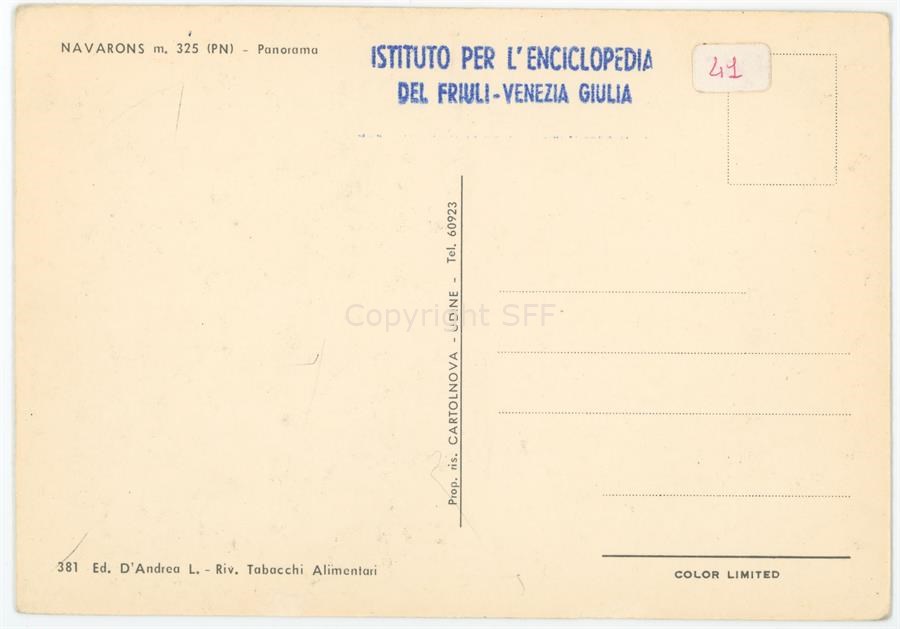 NAVARONS m. 325 (PN) - Panorama
ISTITUTO PER L'ENCICLOPEDIA
DEL FRIULI-VENEZIA GIULIA
41
Prop. ris. CARTOLNOVA - UDINE - Tel. 60923
Copyright SFF
381 Ed. D'Andrea L. - Riv. Tabacchi Alimentari
COLOR LIMITED